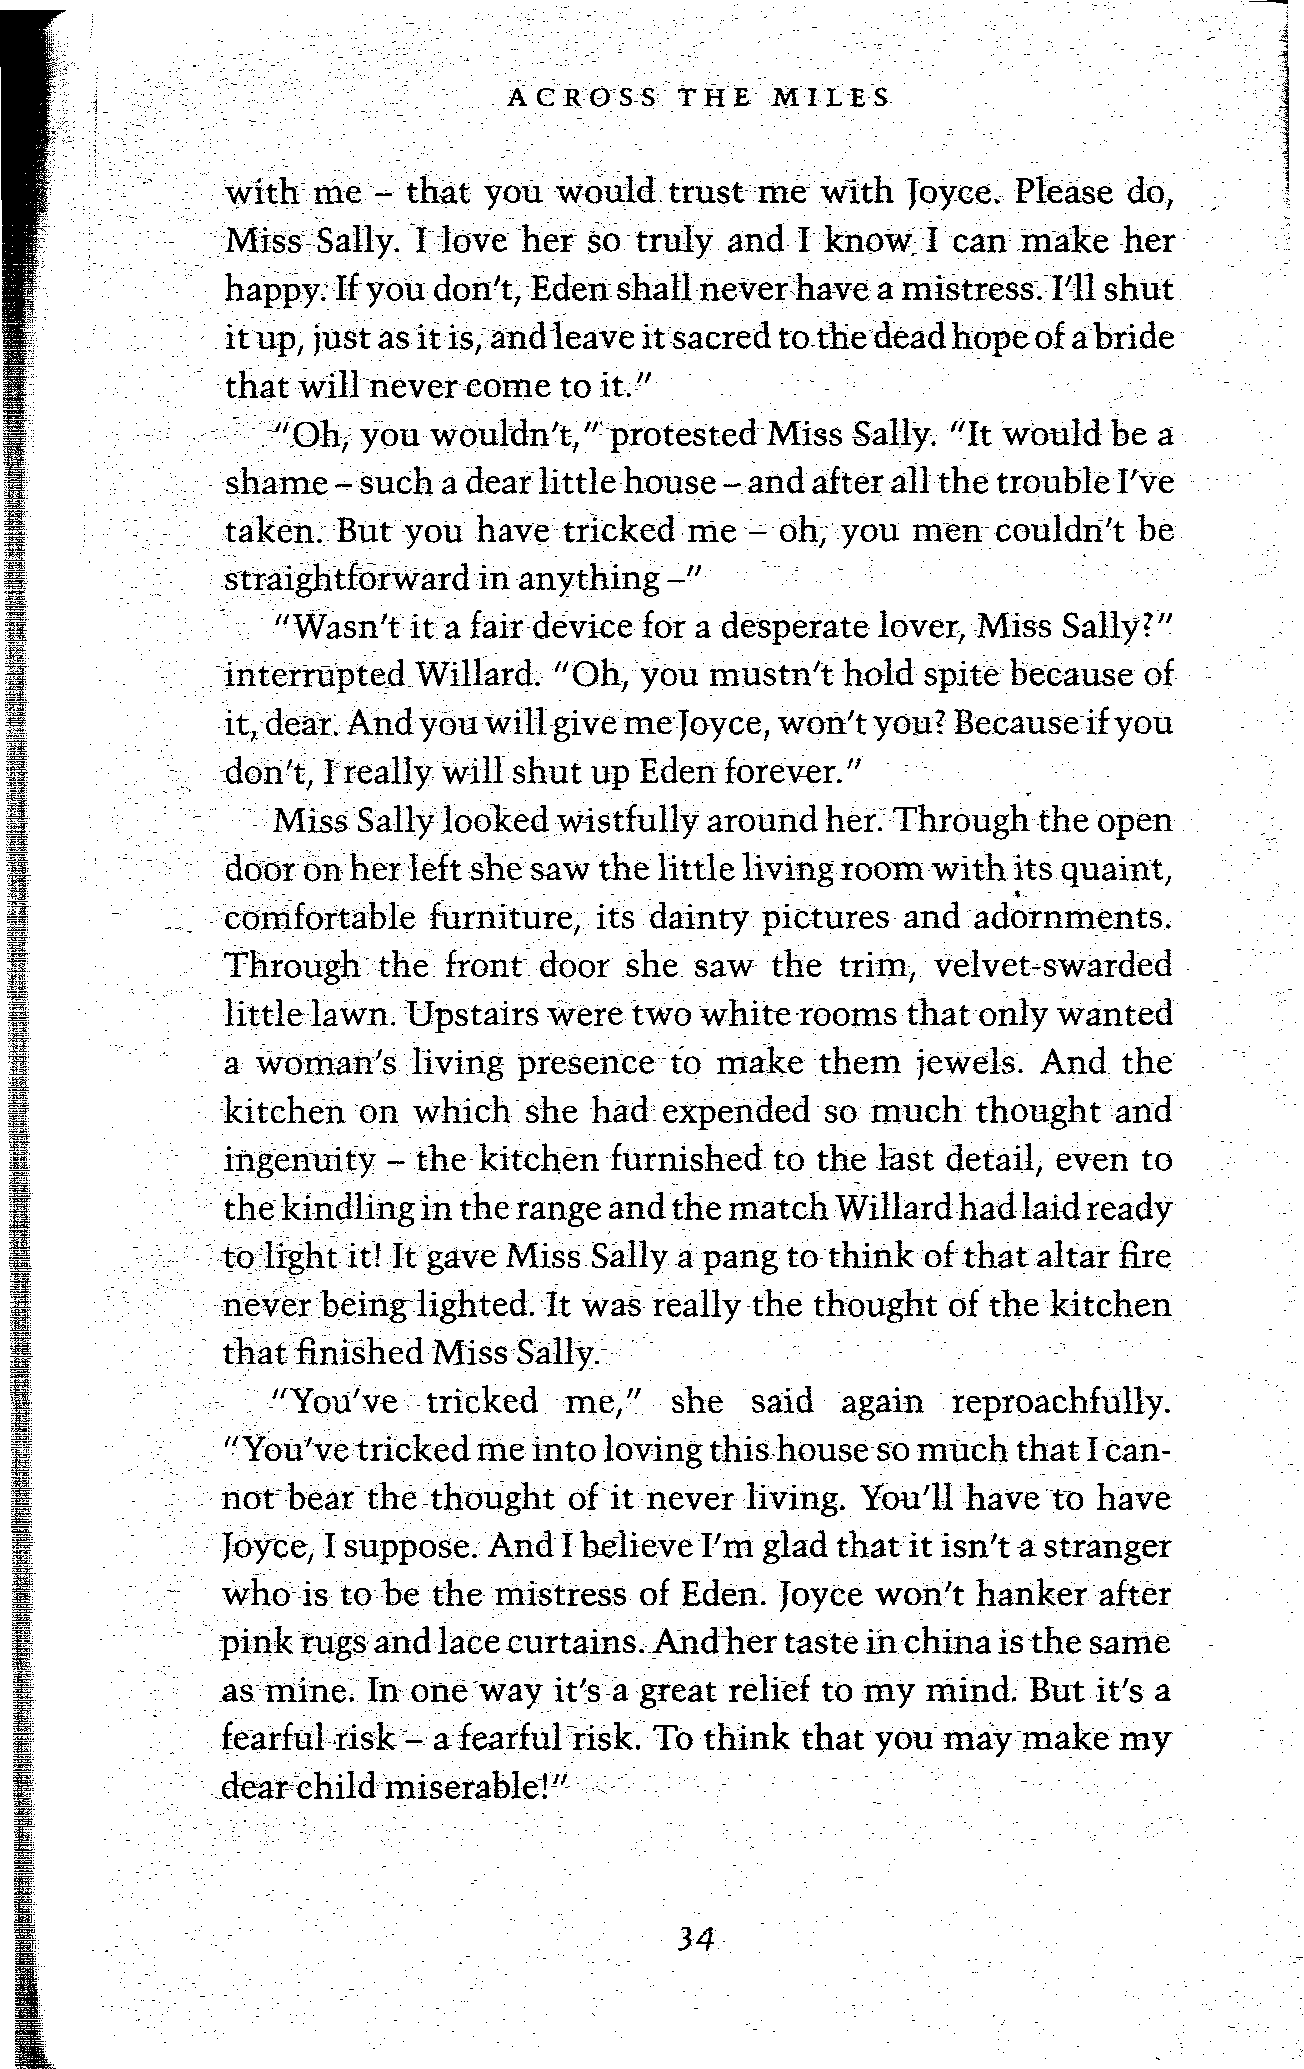 ACROSS THE MILES
with me – that you would trust me with Joyce. Please do,
Miss Sally. I love her so truly and I know I can make her
happy. If you don't, Eden shall never have a mistress. I'll shut
it up, just as it is, and leave it sacred to the dead hope of a bride
that will never come to it."
"Oh, you wouldn't," protested Miss Sally. "It would be a
shame – such a dear little house – and after all the trouble I've
taken. But you have tricked me – oh, you men couldn't be
straightforward in anything –"
"Wasn't it a fair device for a desperate lover, Miss Sally?"
interrupted Willard. "Oh, you mustn't hold spite because of
it, dear. And you will give me Joyce, won't you? Because if you
don't, I really will shut up Eden forever."
Miss Sally looked wistfully around her. Through the open
door on her left she saw the little living room with its quaint,
comfortable furniture, its dainty pictures and adornments.
Through the front door she saw the trim, velvet-swarded
little lawn. Upstairs were two white rooms that only wanted
a woman's living presence to make them jewels. And the
kitchen on which she had expended so much thought and
ingenuity – the kitchen furnished to the last detail, even to
the kindling in the range and the match Willard had laid ready
to light it! It gave Miss Sally a pang to think of that altar fire
never being lighted. It was really the thought of the kitchen
that finished Miss Sally.
"You've tricked me," she said again reproachfully.
"You've tricked me into loving this house so much that I can-
not bear the thought of it never living. You'll have to have
Joyce, I suppose. And I believe I'm glad that it isn't a stranger
who is to be the mistress of Eden. Joyce won't hanker after
pink rugs and lace curtains. And her taste in china is the same
as mine. In one way it's a great relief to my mind. But it's a
fearful risk – a fearful risk. To think that you may make my
dear child miserable!"
34